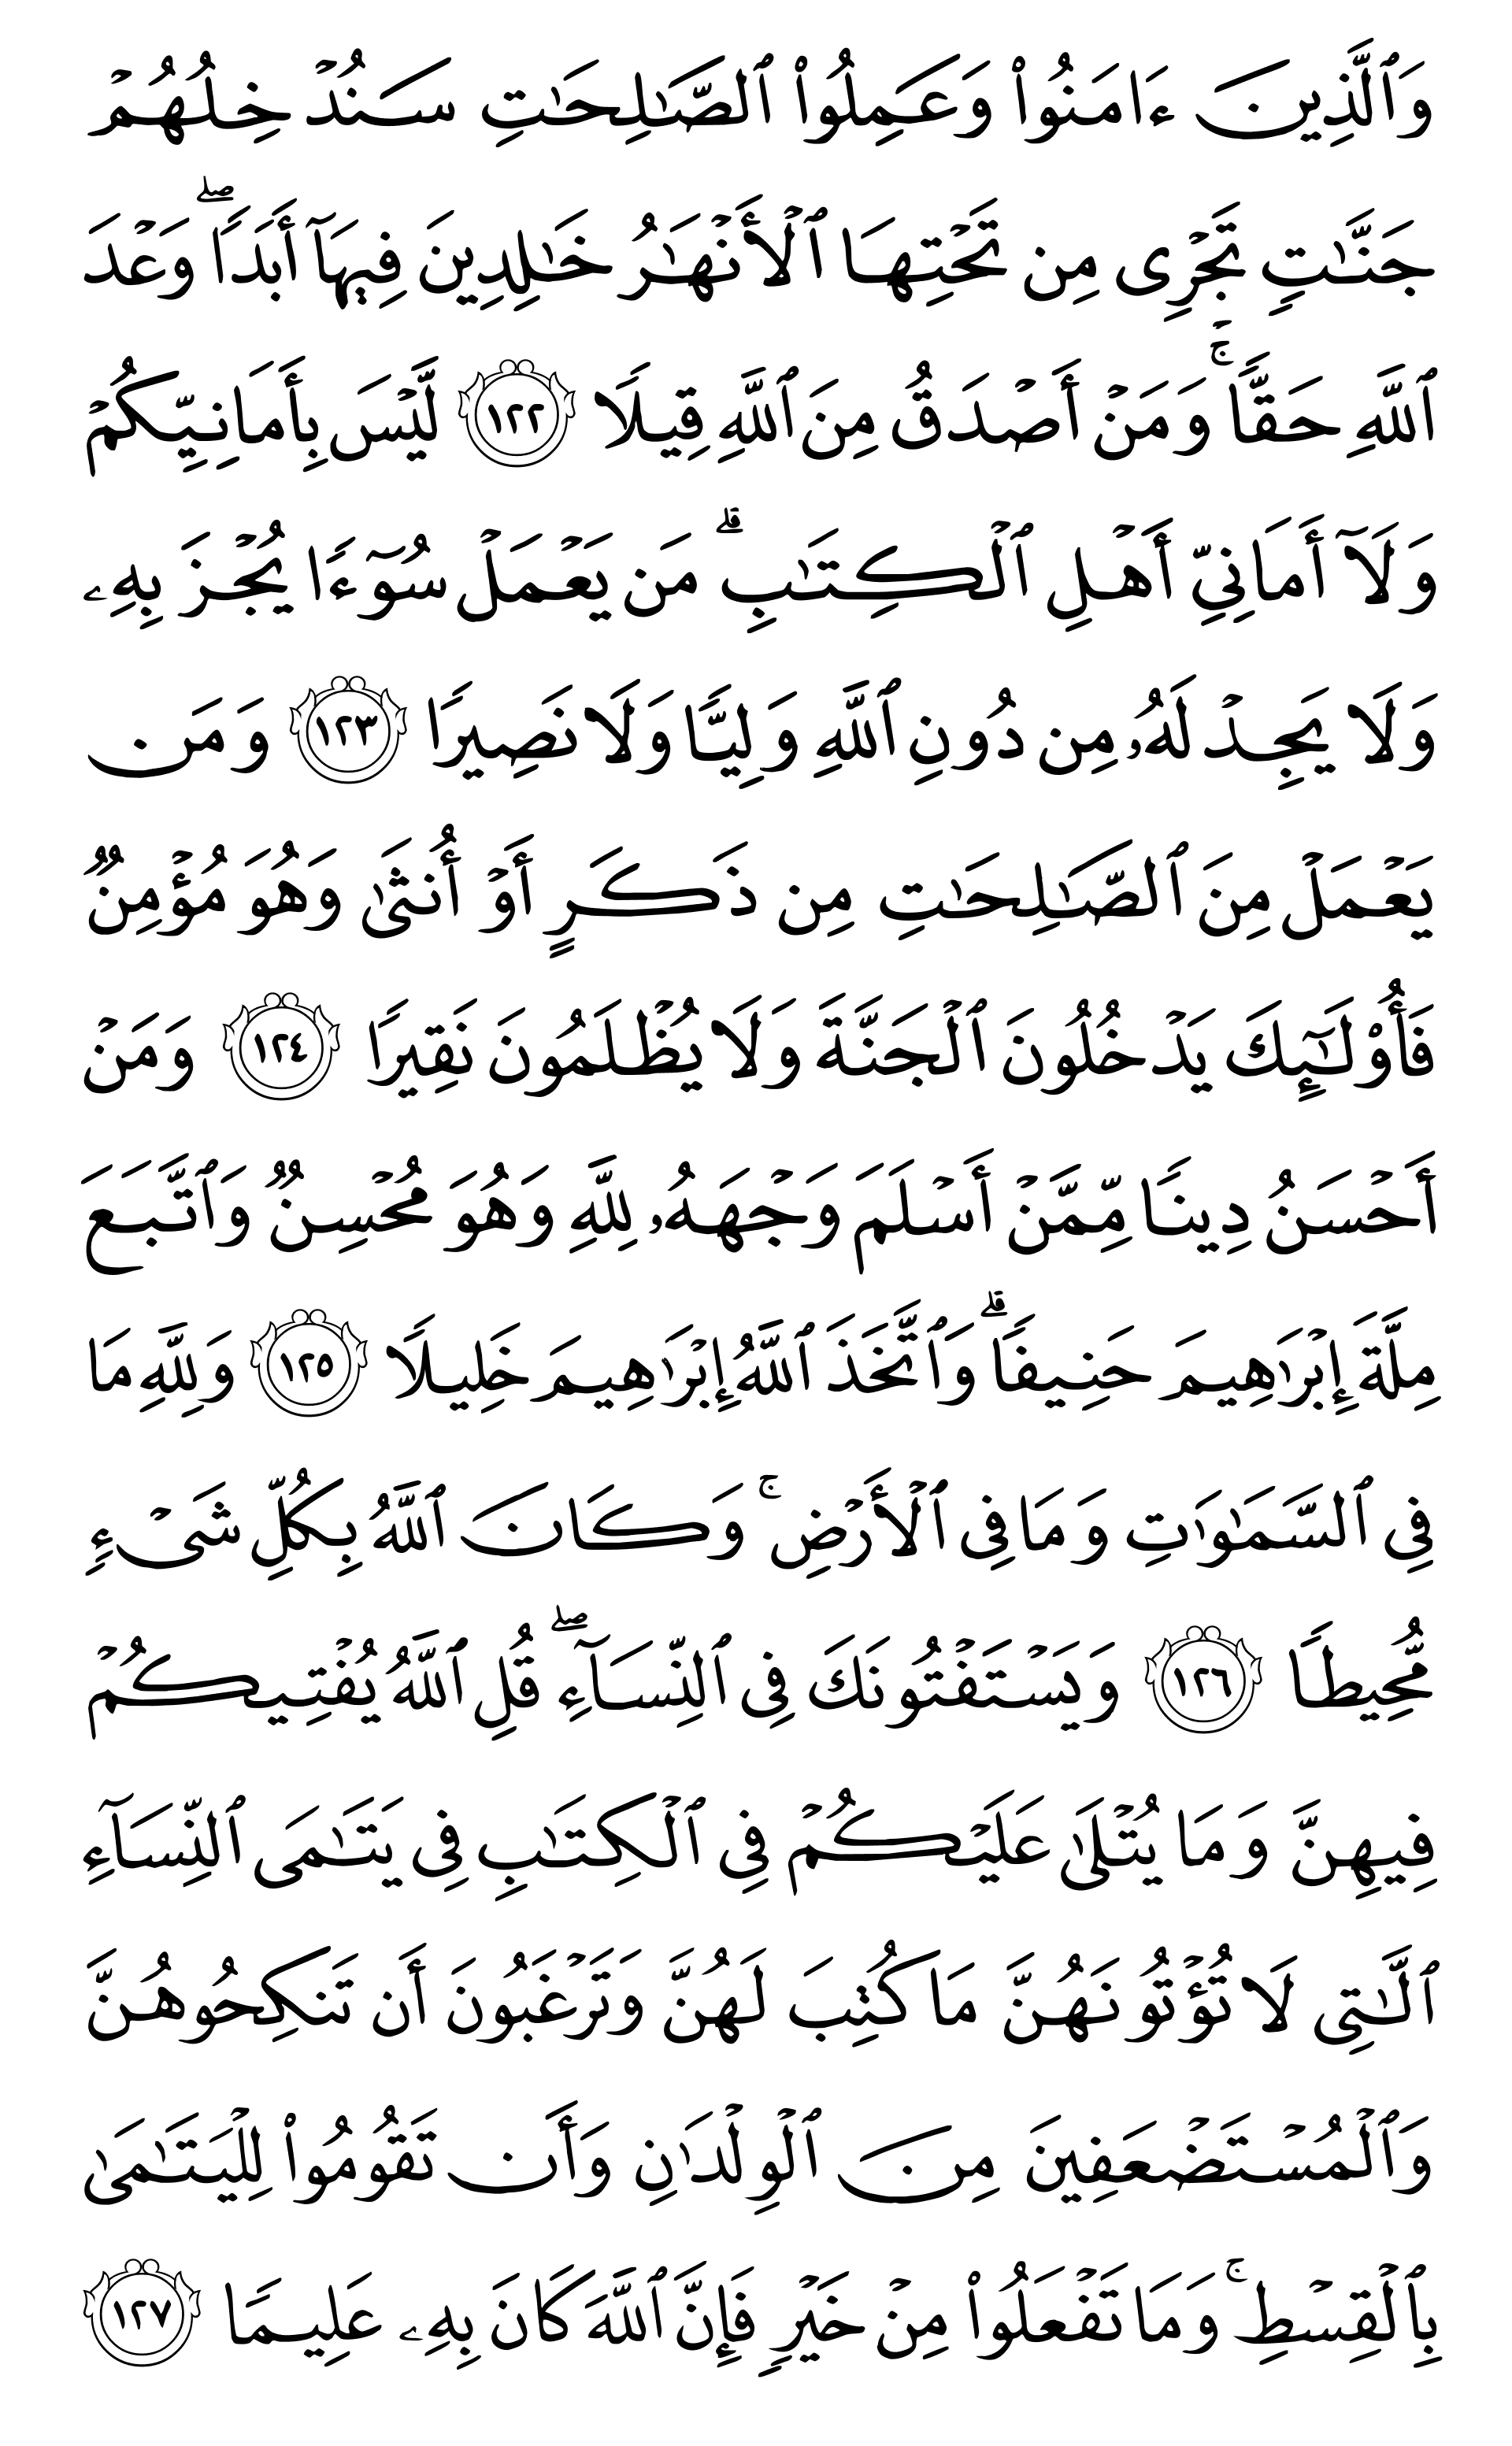 وَٱلَّذِينَ ءَامَنُوا۟ وَعَمِلُوا۟ ٱلصَّـٰلِحَـٰتِ سَنُدْخِلُهُمْ
جَنَّـٰتٍ تَجْرِى مِن تَحْتِهَا ٱلْأَنْهَـٰرُ خَـٰلِدِينَ فِيهَآ أَبَدًا ۖ وَعْدَ
ٱللَّهِ حَقًّا ۚ وَمَنْ أَصْدَقُ مِنَ ٱللَّهِ قِيلًا ١٢٢ لَّيْسَ بِأَمَانِيِّكُمْ
وَلَآ أَمَانِىِّ أَهْلِ ٱلْكِتَـٰبِ ۗ مَن يَعْمَلْ سُوٓءًا يُجْزَ بِهِۦ
وَلَا يَجِدْ لَهُۥ مِن دُونِ ٱللَّهِ وَلِيًّا وَلَا نَصِيرًا ١٢٣ وَمَن
يَعْمَلْ مِنَ ٱلصَّـٰلِحَـٰتِ مِن ذَكَرٍ أَوْ أُنثَىٰ وَهُوَ مُؤْمِنٌ
فَأُو۟لَـٰٓئِكَ يَدْخُلُونَ ٱلْجَنَّةَ وَلَا يُظْلَمُونَ نَقِيرًا ١٢٤ وَمَنْ
أَحْسَنُ دِينًا مِّمَّنْ أَسْلَمَ وَجْهَهُۥ لِلَّهِ وَهُوَ مُحْسِنٌ وَٱتَّبَعَ
مِلَّةَ إِبْرَٰهِيمَ حَنِيفًا ۗ وَٱتَّخَذَ ٱللَّهُ إِبْرَٰهِيمَ خَلِيلًا ١٢٥ وَلِلَّهِ مَا
فِى ٱلسَّمَـٰوَٰتِ وَمَا فِى ٱلْأَرْضِ ۚ وَكَانَ ٱللَّهُ بِكُلِّ شَىْءٍ
مُّحِيطًا ١٢٦ وَيَسْتَفْتُونَكَ فِى ٱلنِّسَآءِ ۖ قُلِ ٱللَّهُ يُفْتِيكُمْ
فِيهِنَّ وَمَا يُتْلَىٰ عَلَيْكُمْ فِى ٱلْكِتَـٰبِ فِى يَتَـٰمَى ٱلنِّسَآءِ
ٱلَّـٰتِى لَا تُؤْتُونَهُنَّ مَا كُتِبَ لَهُنَّ وَتَرْغَبُونَ أَن تَنكِحُوهُنَّ
وَٱلْمُسْتَضْعَفِينَ مِنَ ٱلْوِلْدَٰنِ وَأَن تَقُومُوا۟ لِلْيَتَـٰمَىٰ
بِٱلْقِسْطِ ۚ وَمَا تَفْعَلُوا۟ مِنْ خَيْرٍ فَإِنَّ ٱللَّهَ كَانَ بِهِۦ عَلِيمًا ١٢٧